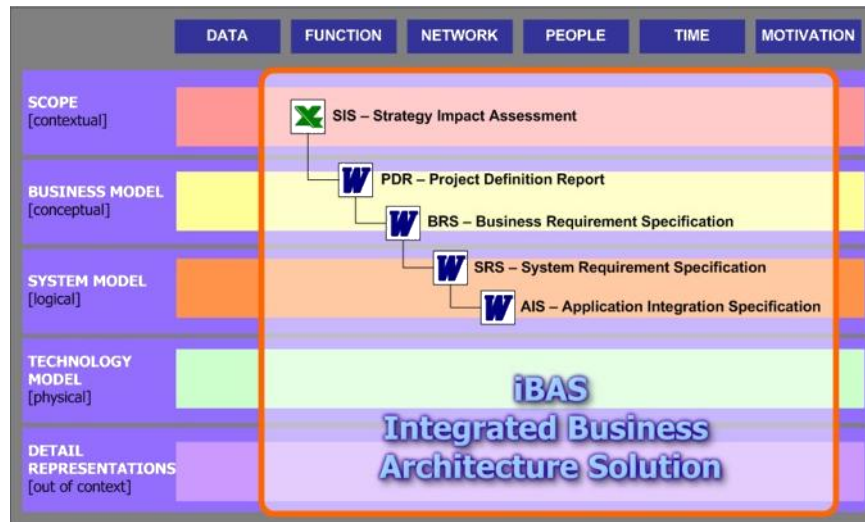 DATA FUNCTION NETWORK PEOPLE TIME MOTIVATION
SCOPE
[contextual]
SIS – Strategy Impact Assessment
PDR – Project Definition Report
BUSINESS MODEL
[conceptual]
BRS – Business Requirement Specification
SYSTEM MODEL
[logical]
SRS – System Requirement Specification
AIS – Application Integration Specification
TECHNOLOGY
MODEL
[physical]
iBAS
Integrated Business
Architecture Solution
DETAIL
REPRESENTATIONS
[out of context]